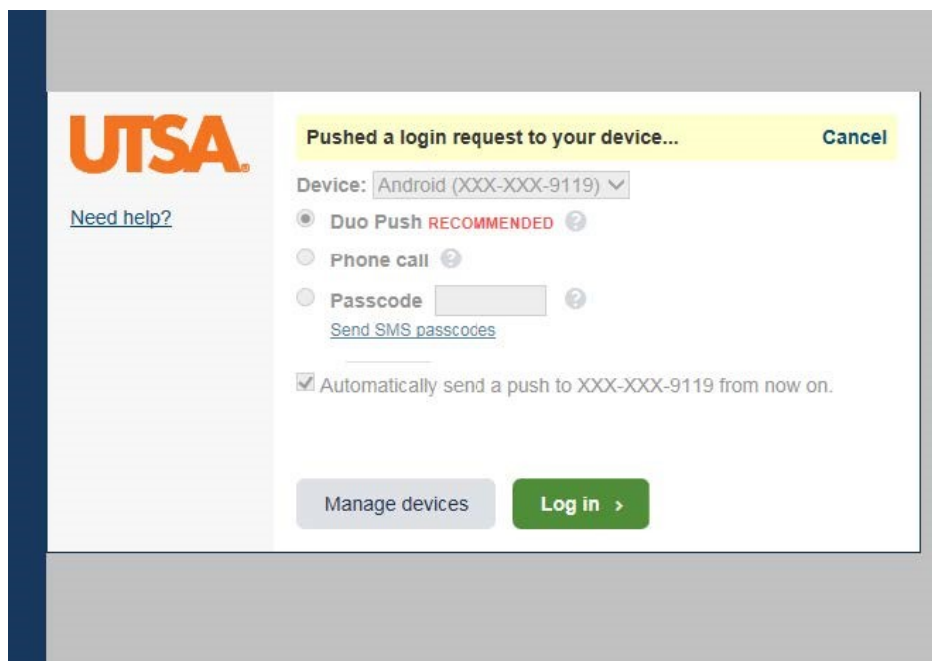 UTSA®
Need help?
Pushed a login request to your device... Cancel
Device: Android (XXX-XXX-9119)
Duo Push RECOMMENDED ?
Phone call ?
Passcode ?
Send SMS passcodes
Automatically send a push to XXX-XXX-9119 from now on.
Manage devices Log in ›